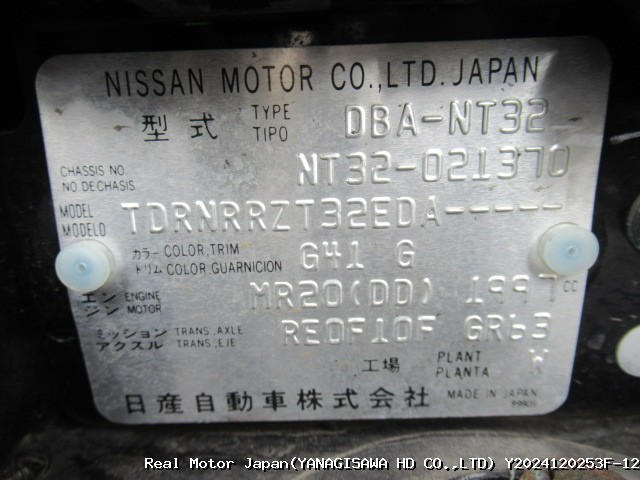 NISSAN MOTOR CO.,LTD. JAPAN
型式 TYPE TIPO DBA-NT32
CHASSIS NO. NO.DECHASIS NT32-021370
MODEL MODELO TDRNRRZT32EDA-----
カラー COLOR,TRIM G41 G
トリム COLOR GUARNICION
エンジン ENGINE MOTOR MR20(DD) 1997 cc
ミッション TRANS.,AXLE RE0F10F GR63
アクスル TRANS.,EJE
工場 PLANT PLANTA W
日産自動車株式会社 MADE IN JAPAN
Real Motor Japan(YANAGISAWA HD CO.,LTD) Y2024120253F-12